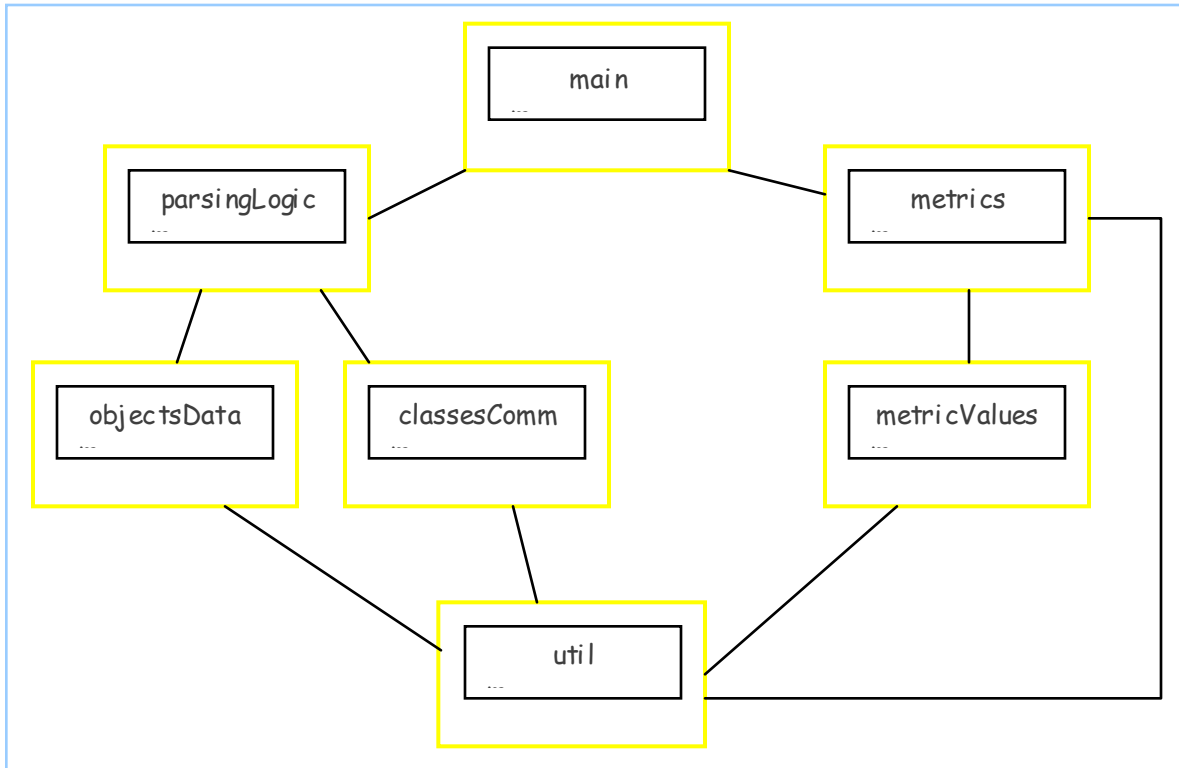 main
parsingLogic
metrics
objectsData
classesComm
metricValues
util